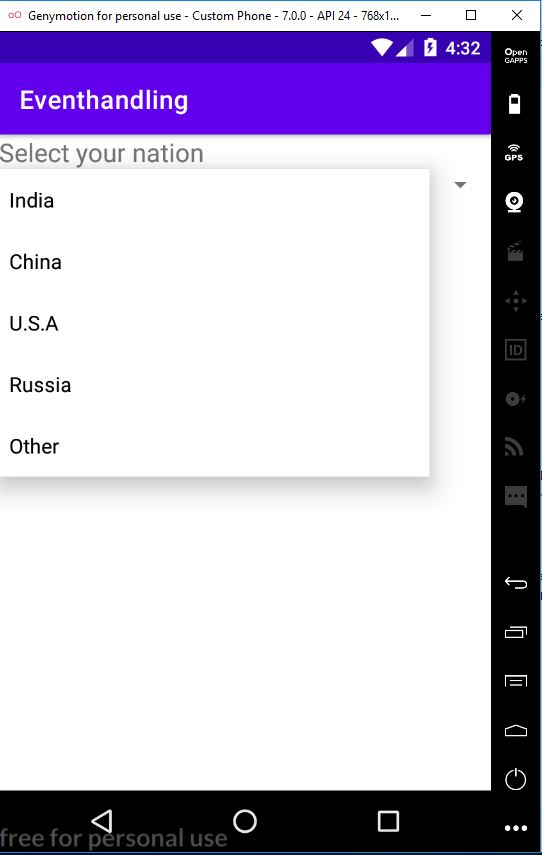 Genymotion for personal use - Custom Phone - 7.0.0 - API 24 - 768x1...
4:32
Open
GAPPS
Eventhandling
Select your nation
GPS
India
China
U.S.A
ID
Russia
Other
free for personal use